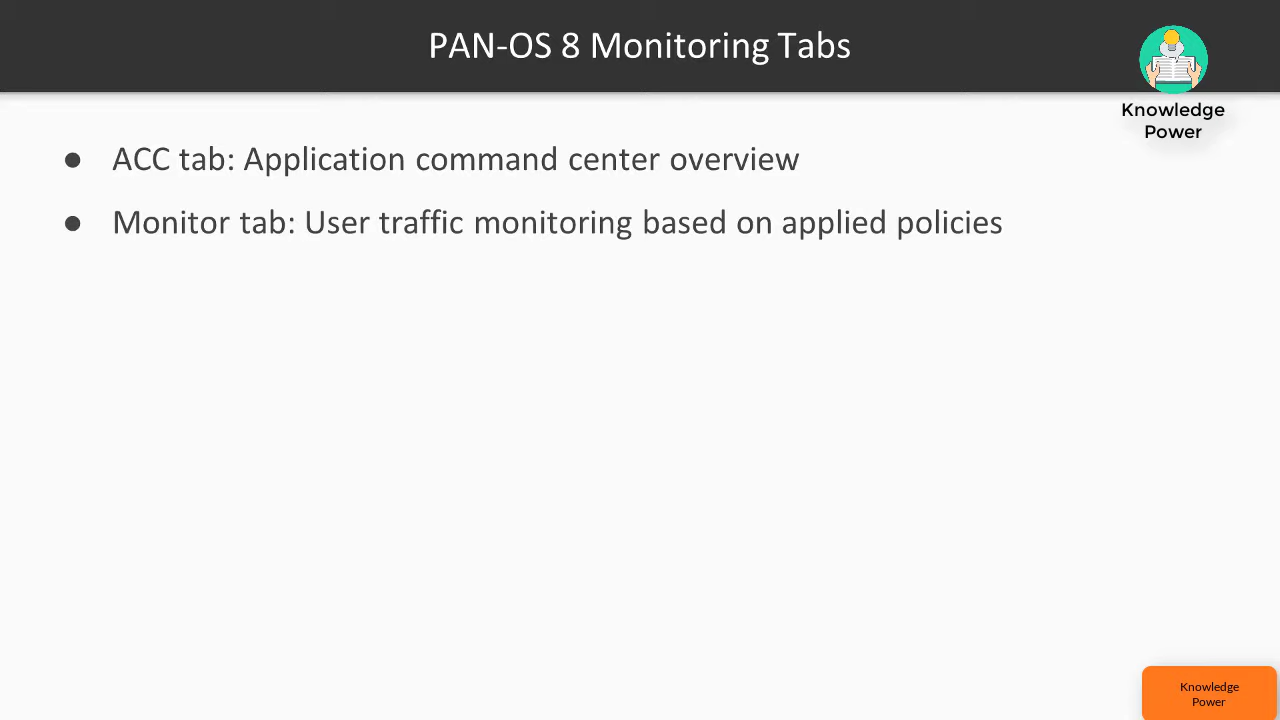 PAN-OS 8 Monitoring Tabs
Knowledge
Power
● ACC tab: Application command center overview
● Monitor tab: User traffic monitoring based on applied policies
Knowledge
Power